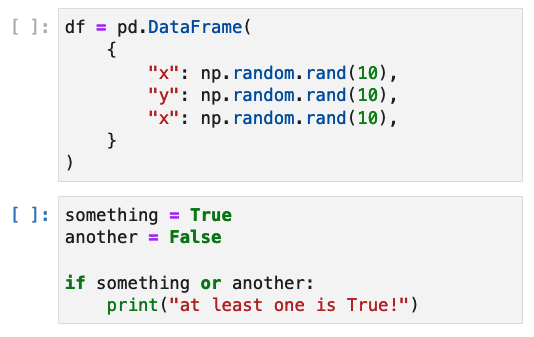 [ ]: df = pd.DataFrame(
    {
        "x": np.random.rand(10),
        "y": np.random.rand(10),
        "x": np.random.rand(10),
    }
)
[ ]: something = True
another = False
if something or another:
    print("at least one is True!")